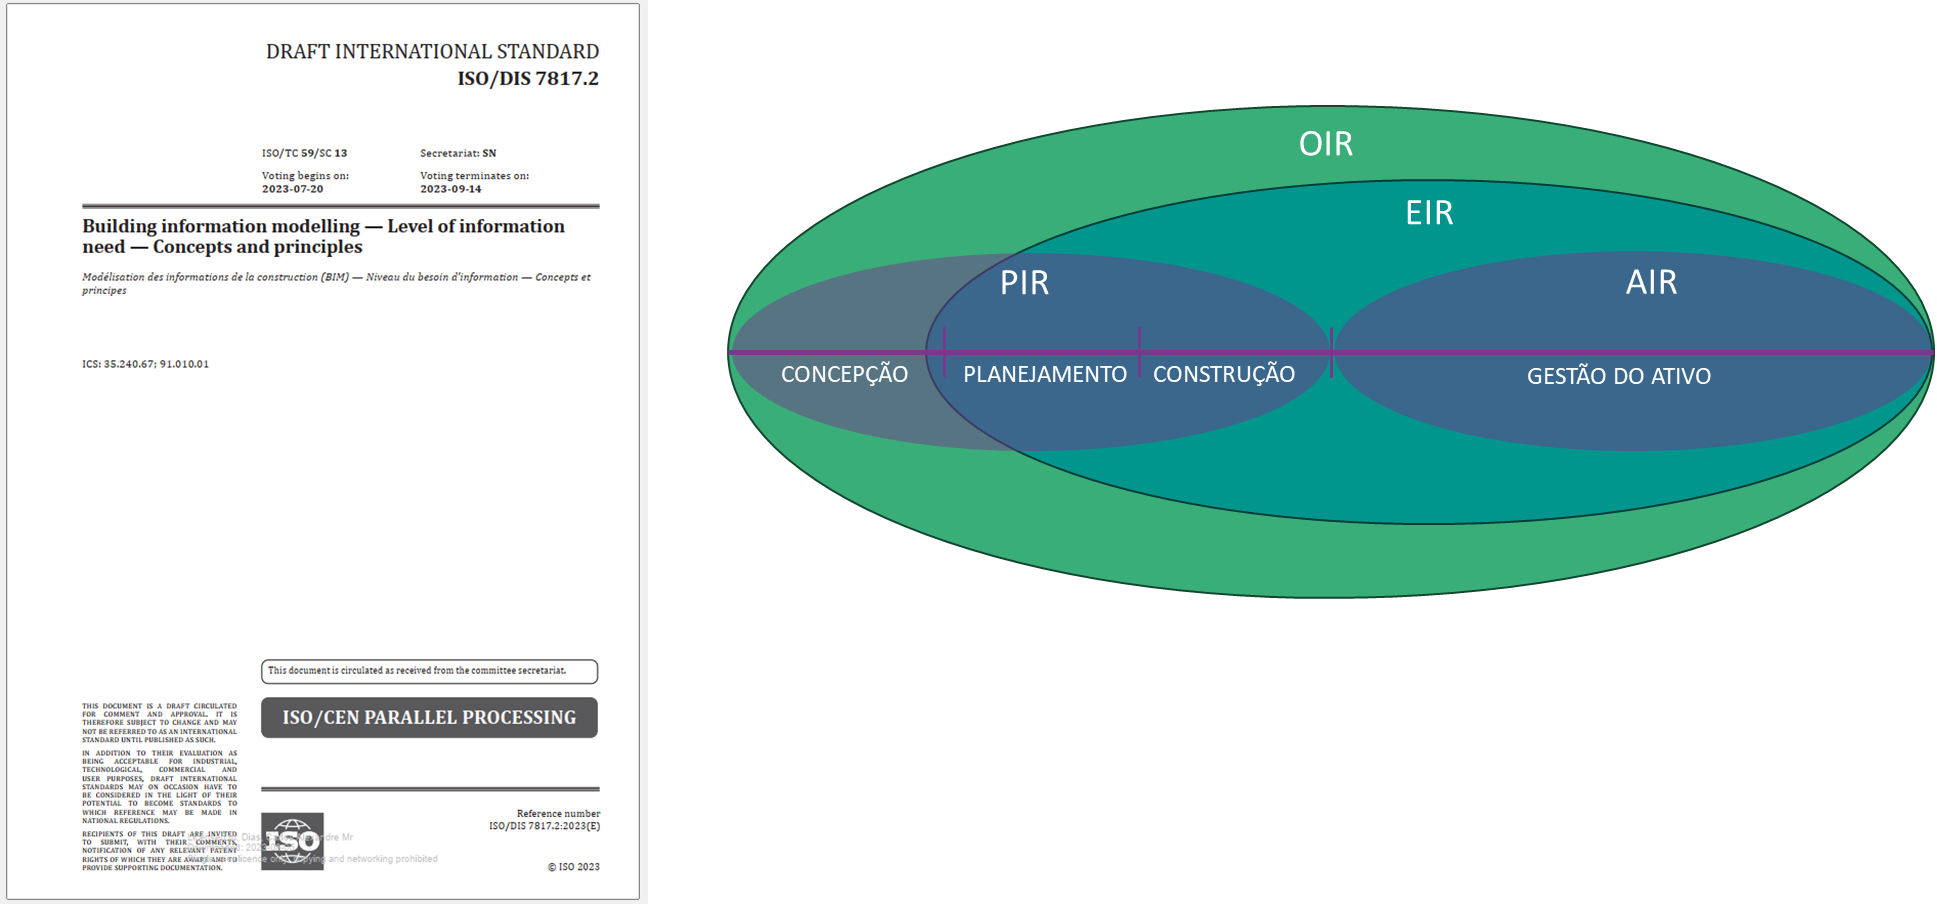 DRAFT INTERNATIONAL STANDARD
ISO/DIS 7817.2
ISO/TC 59/SC 13
Secretariat: SN
Voting begins on:
2023-07-20
Voting terminates on:
2023-09-14
Building information modelling — Level of information
need — Concepts and principles
Modélisation des informations de la construction (BIM) — Niveau du besoin d'information — Concepts et
principes
ICS: 35.240.67; 91.010.01
This document is circulated as received from the committee secretariat.
THIS DOCUMENT IS A DRAFT CIRCULATED
FOR COMMENT AND APPROVAL. IT IS
THEREFORE SUBJECT TO CHANGE AND MAY
NOT BE REFERRED TO AS AN INTERNATIONAL
STANDARD UNTIL PUBLISHED AS SUCH.
IN ADDITION TO THEIR EVALUATION AS
BEING ACCEPTABLE FOR INDUSTRIAL,
TECHNOLOGICAL, COMMERCIAL AND
USER PURPOSES, DRAFT INTERNATIONAL
STANDARDS MAY ON OCCASION HAVE TO
BE CONSIDERED IN THE LIGHT OF THEIR
POTENTIAL TO BECOME STANDARDS TO
WHICH REFERENCE MAY BE MADE IN
NATIONAL REGULATIONS.
RECIPIENTS OF THIS DRAFT ARE INVITED
TO SUBMIT, WITH THEIR COMMENTS,
NOTIFICATION OF ANY RELEVANT PATENT
RIGHTS OF WHICH THEY ARE AWARE AND TO
PROVIDE SUPPORTING DOCUMENTATION.
ISO/CEN PARALLEL PROCESSING
ISO
Dias
Mr
licence only, copying and networking prohibited
Reference number
ISO/DIS 7817.2:2023(E)
© ISO 2023
OIR
EIR
PIR
AIR
CONCEPÇÃO
PLANEJAMENTO
CONSTRUÇÃO
GESTÃO DO ATIVO